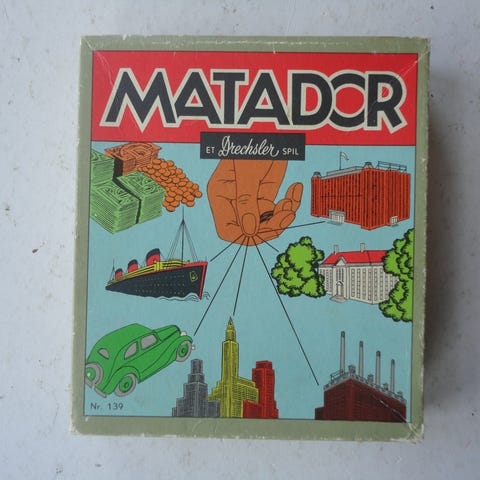 MATADOR
ET Drechsler SPIL
Nr. 139